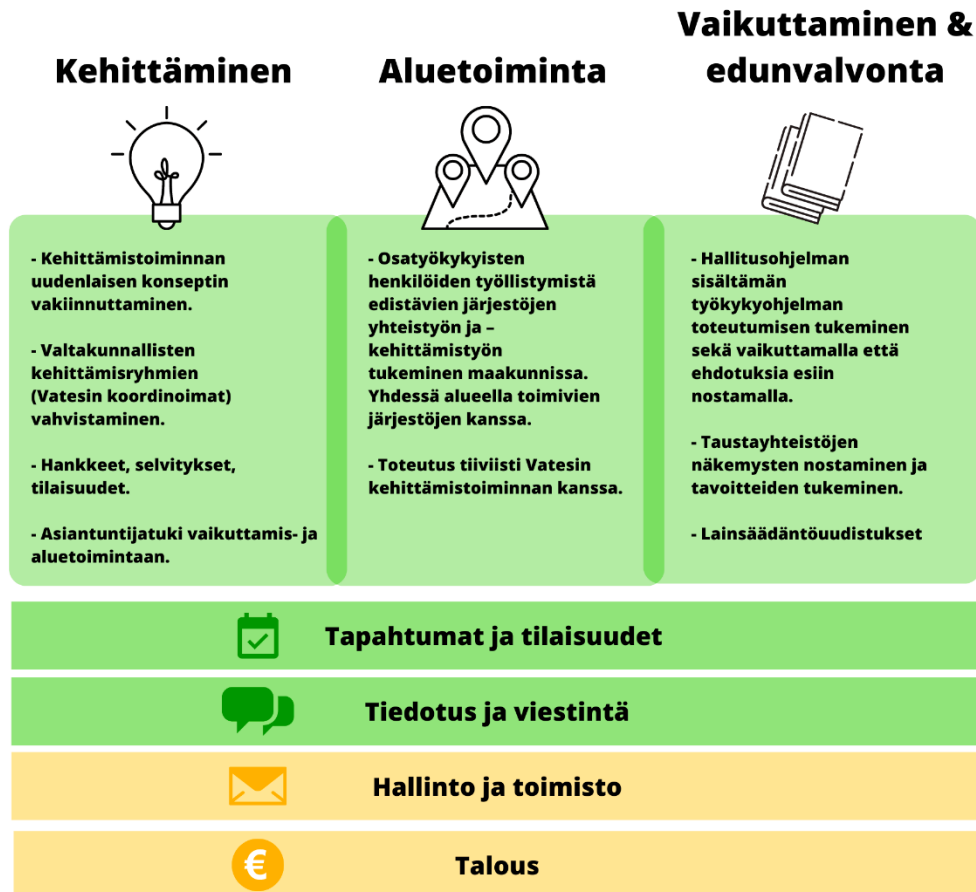 Kehittäminen
- Kehittämistoiminnan
uudenlaisen konseptin
vakiinnuttaminen.
- Valtakunnallisten
kehittämisryhmien
(Vatesin koordinoimat)
vahvistaminen.
- Hankkeet, selvitykset,
tilaisuudet.
- Asiantuntijatuki vaikuttamis- ja
aluetoimintaan.
Aluetoiminta
- Osatyökykyisten
henkilöiden työllistymistä
edistävien järjestöjen
yhteistyön ja –
kehittämistyön
tukeminen maakunnissa.
Yhdessä alueella toimivien
järjestöjen kanssa.
- Toteutus tiiviisti Vatesin
kehittämistoiminnan kanssa.
Vaikuttaminen &
edunvalvonta
- Hallitusohjelman
sisältämän
työkykyohjelman
toteutumisen tukeminen
sekä vaikuttamalla että
ehdotuksia esiin
nostamalla.
- Taustayhteistöjen
näkemysten nostaminen ja
tavoitteiden tukeminen.
- Lainsäädäntöuudistukset
Tapahtumat ja tilaisuudet
Tiedotus ja viestintä
Hallinto ja toimisto
€ Talous